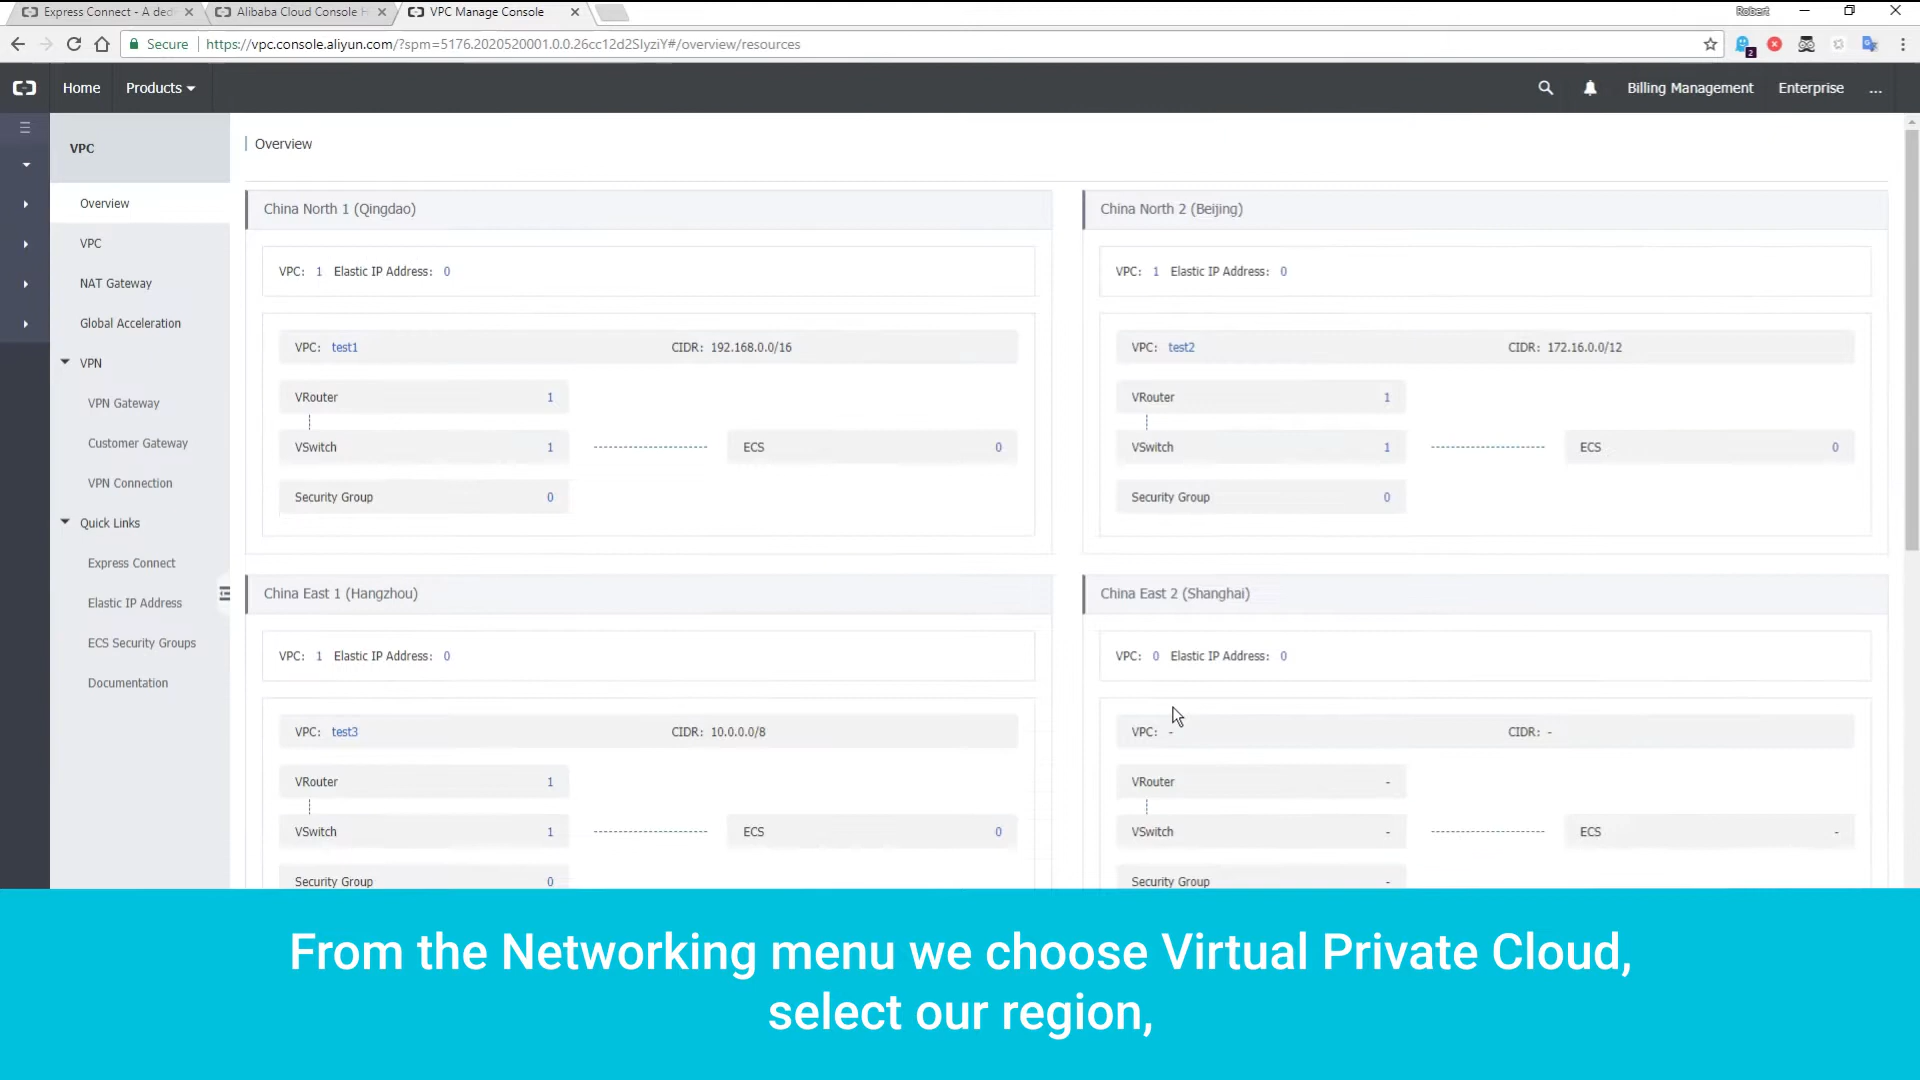 Express Connect - A ded
Alibaba Cloud Console H
VPC Manage Console
Robert
Secure
https://vpc.console.aliyun.com/?spm=5176.2020520001.0.0.26cc12d2SlyziY#/overview/resources
2
Home
Products
Billing Management
Enterprise
...
VPC
Overview
VPC
NAT Gateway
Global Acceleration
VPN
VPN Gateway
Customer Gateway
VPN Connection
Quick Links
Express Connect
Elastic IP Address
ECS Security Groups
Documentation
Overview
China North 1 (Qingdao)
VPC: 1 Elastic IP Address: 0
VPC: test1 CIDR: 192.168.0.0/16
VRouter 1
VSwitch 1 ECS 0
Security Group 0
China North 2 (Beijing)
VPC: 1 Elastic IP Address: 0
VPC: test2 CIDR: 172.16.0.0/12
VRouter 1
VSwitch 1 ECS 0
Security Group 0
China East 1 (Hangzhou)
VPC: 1 Elastic IP Address: 0
VPC: test3 CIDR: 10.0.0.0/8
VRouter 1
VSwitch 1 ECS 0
Security Group 0
China East 2 (Shanghai)
VPC: 0 Elastic IP Address: 0
VPC: - CIDR: -
VRouter -
VSwitch - ECS -
Security Group -
From the Networking menu we choose Virtual Private Cloud,
select our region,